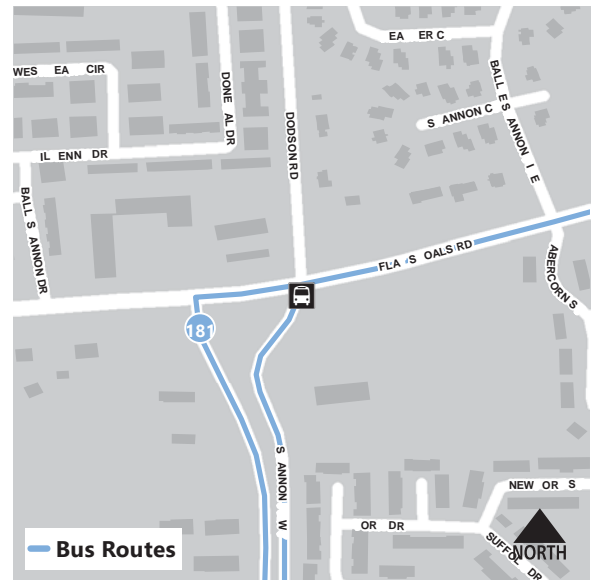 EA ER C
WES EA CIR
DONE AL DR
DODSON RD
BALL ES ANNON I E
S ANNON C
IL ENN DR
BALL S ANNON DR
FLA S OALS RD
ABERCORN S
181
S ANNON W
NEW OR S
OR DR
SUFFOL DR
NORTH
Bus Routes